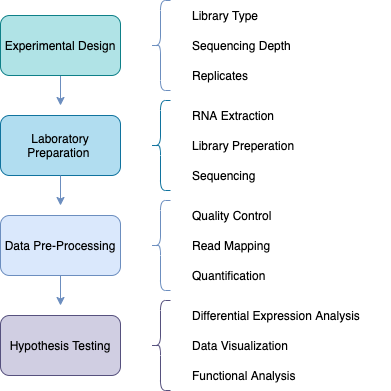 Experimental Design
Library Type
Sequencing Depth
Replicates
Laboratory
Preparation
RNA Extraction
Library Preperation
Sequencing
Data Pre-Processing
Quality Control
Read Mapping
Quantification
Hypothesis Testing
Differential Expression Analysis
Data Visualization
Functional Analysis